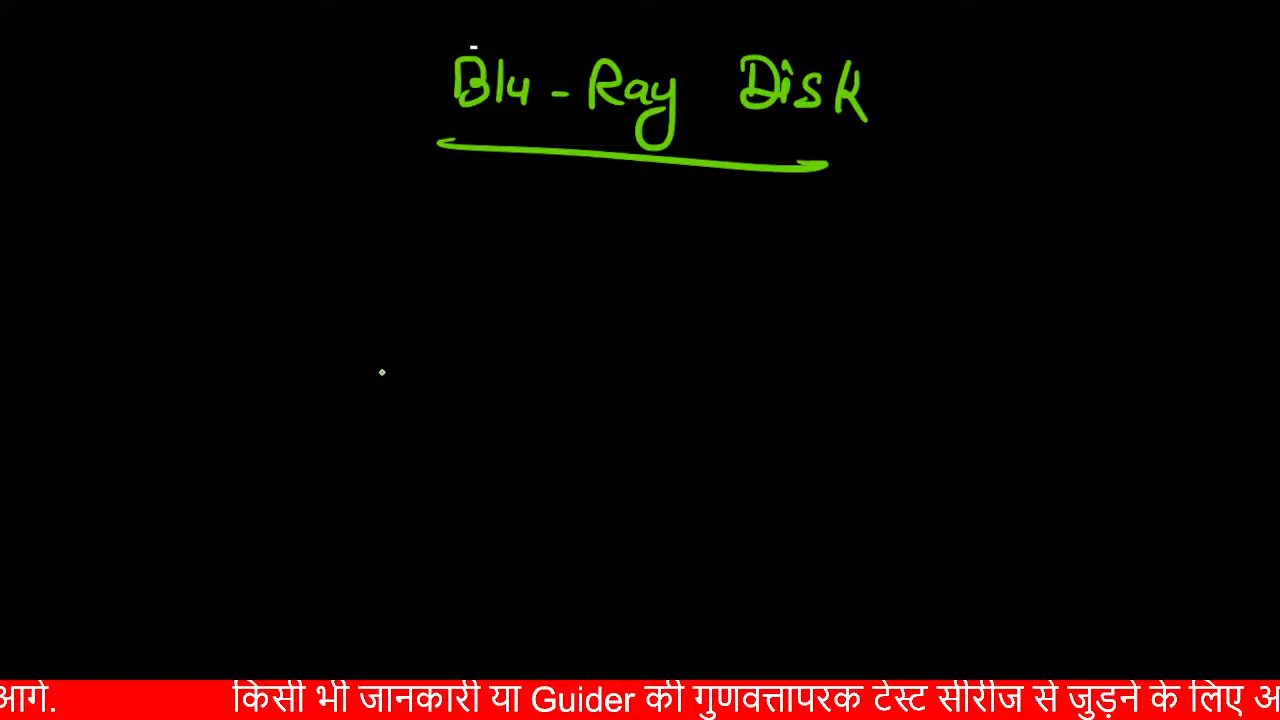 Blu-Ray Disk
आगे. किसी भी जानकारी या Guider की गुणवत्तापरक टेस्ट सीरीज से जुड़ने के लिए